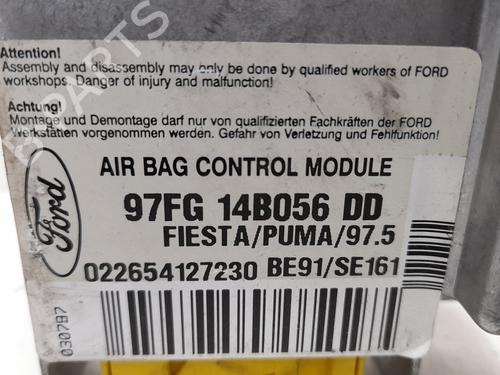 Attention!
Assembly and disassembly may only be done by qualified workers of FORD
workshops. Danger of injury and malfunction!
Achtung!
Montage und Demontage darf nur von qualifizierten Fachkräften der FORD
Werkstätten vorgenommen werden. Gefahr von Verletzung und Fehlfunktion!
Ford
AIR BAG CONTROL MODULE
97FG 14B056 DD
FIESTA/PUMA/97.5
022654127230 BE91/SE161
030797